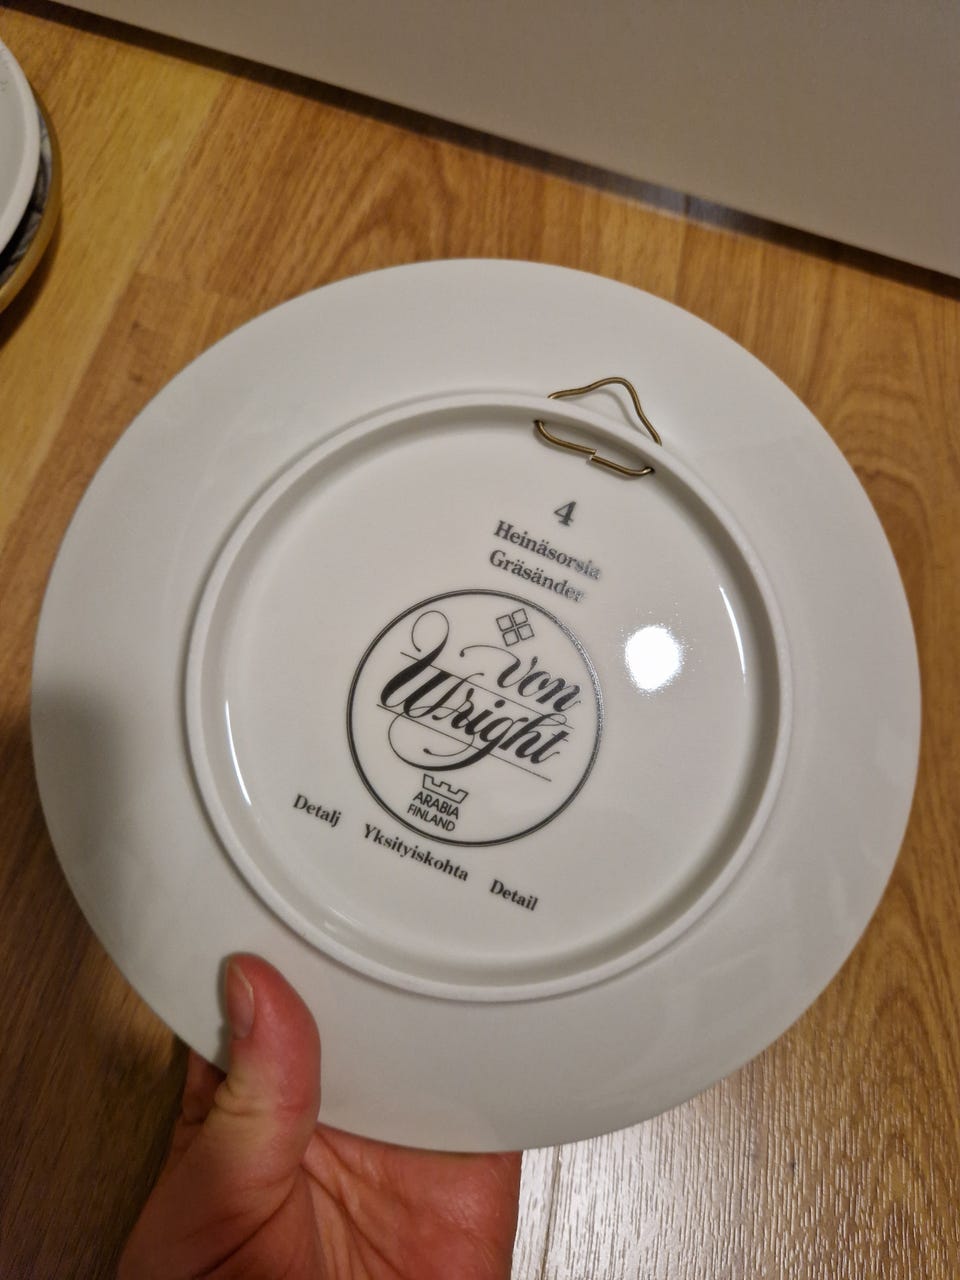 4
Heinäsorsia
Gräsänder
von
Wright
ARABIA
FINLAND
Detalj Yksityiskohta Detail